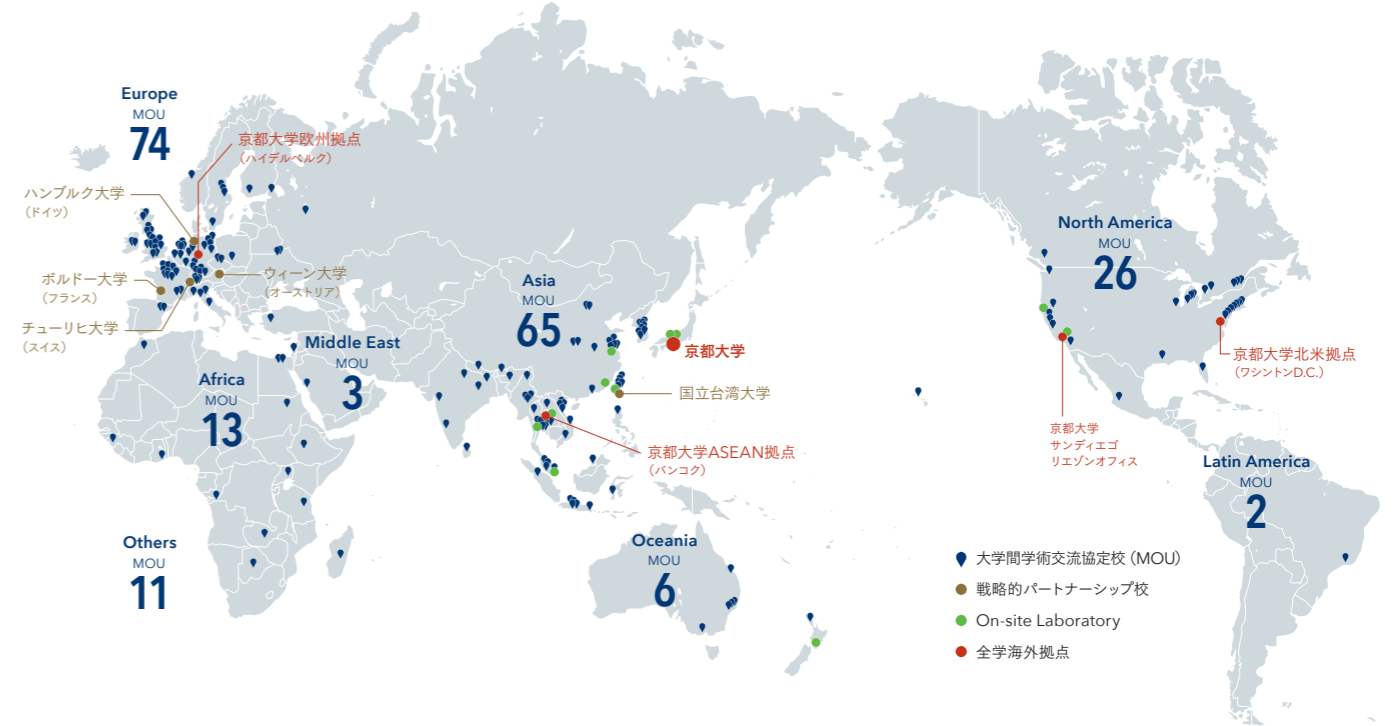 Europe
MOU
74
京都大学欧州拠点
（ハイデルベルク）
ハンブルク大学
（ドイツ）
ボルドー大学
（フランス）
ウィーン大学
（オーストリア）
チューリヒ大学
（スイス）
Asia
MOU
65
Middle East
MOU
3
Africa
MOU
13
京都大学
国立台湾大学
京都大学ASEAN拠点
（バンコク）
Others
MOU
11
Oceania
MOU
6
North America
MOU
26
京都大学北米拠点
（ワシントンD.C.）
京都大学
サンディエゴ
リエゾンオフィス
Latin America
MOU
2
大学間学術交流協定校（MOU）
戦略的パートナーシップ校
On-site Laboratory
全学海外拠点